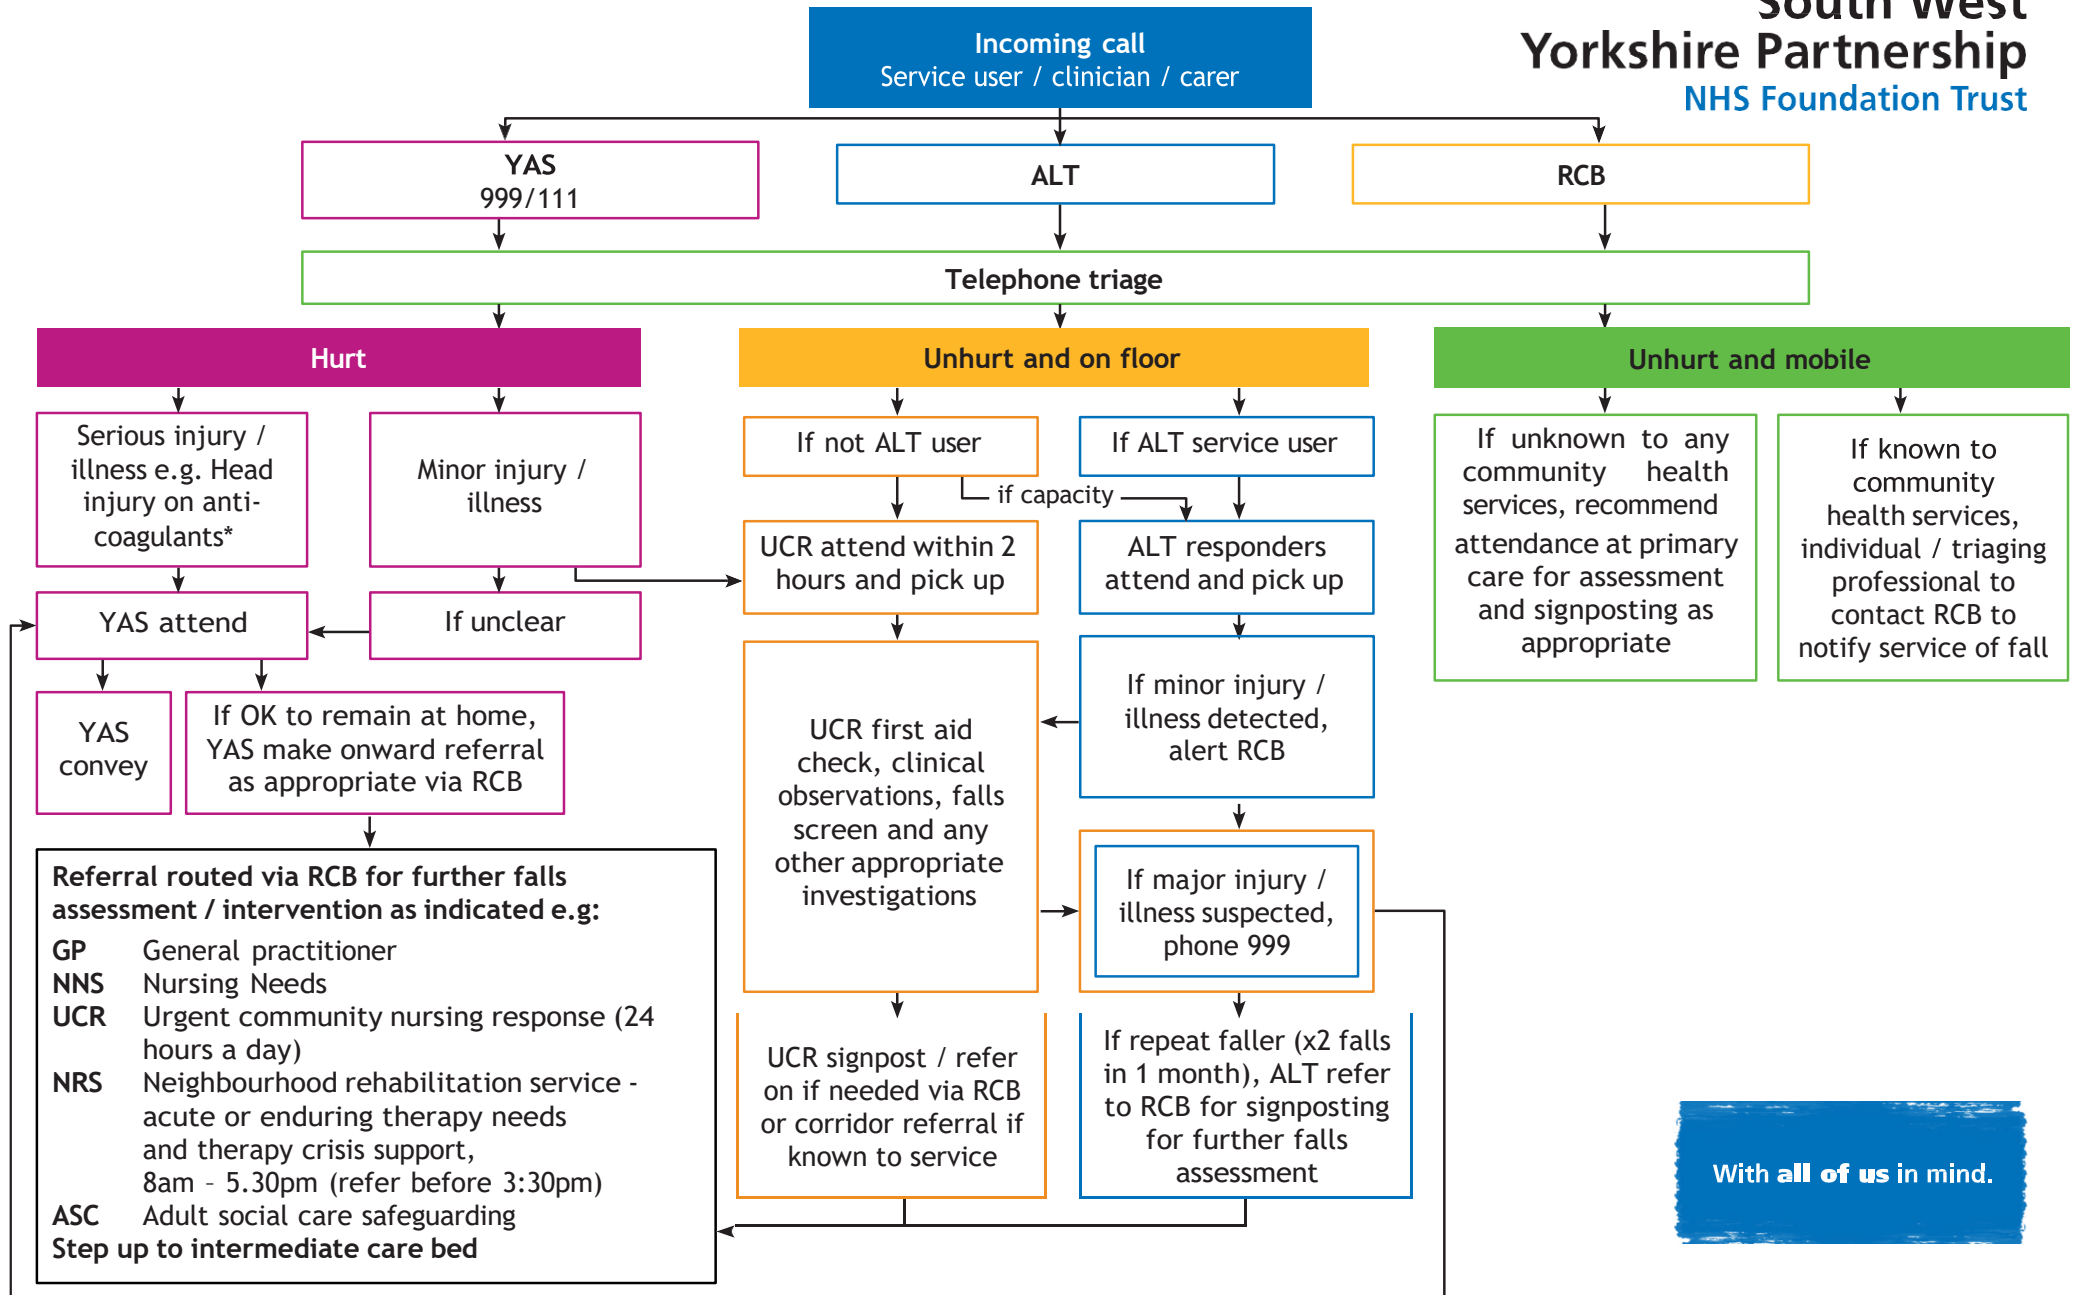 South West
Yorkshire Partnership
NHS Foundation Trust
Incoming call
Service user / clinician / carer
YAS
999/111
ALT
RCB
Telephone triage
Hurt
Unhurt and on floor
Unhurt and mobile
Serious injury /
illness e.g. Head
injury on anti-
coagulants*
Minor injury /
illness
If not ALT user
If ALT service user
if capacity
If unknown to any
community health
services, recommend
attendance at primary
care for assessment
and signposting as
appropriate
If known to
community
health services,
individual / triaging
professional to
contact RCB to
notify service of fall
UCR attend within 2
hours and pick up
ALT responders
attend and pick up
YAS attend
If unclear
YAS
convey
If OK to remain at home,
YAS make onward referral
as appropriate via RCB
UCR first aid
check, clinical
observations, falls
screen and any
other appropriate
investigations
If minor injury /
illness detected,
alert RCB
If major injury /
illness suspected,
phone 999
Referral routed via RCB for further falls
assessment / intervention as indicated e.g:
GP General practitioner
NNS Nursing Needs
UCR Urgent community nursing response (24
hours a day)
NRS Neighbourhood rehabilitation service -
acute or enduring therapy needs
and therapy crisis support,
8am – 5.30pm (refer before 3:30pm)
ASC Adult social care safeguarding
Step up to intermediate care bed
UCR signpost / refer
on if needed via RCB
or corridor referral if
known to service
If repeat faller (x2 falls
in 1 month), ALT refer
to RCB for signposting
for further falls
assessment
With all of us in mind.